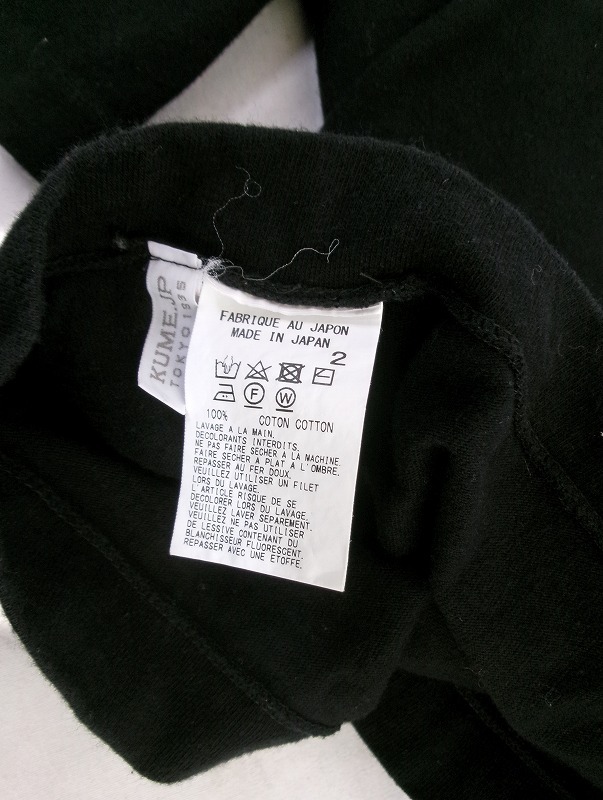 KUME.JP
TOKYO 1935
FABRIQUE AU JAPON
MADE IN JAPAN
2
F W
100% COTON COTTON
LAVAGE A LA MAIN.
DECOLORANTS INTERDITS.
NE PAS FAIRE SECHER A LA MACHINE.
FAIRE SECHER A PLAT A L'OMBRE.
REPASSER AU FER DOUX.
VEUILLEZ UTILISER UN FILET
LORS DU LAVAGE.
L'ARTICLE RISQUE DE SE
DECOLORER LORS DU LAVAGE.
VEUILLEZ LAVER SEPAREMENT.
VEUILLEZ NE PAS UTILISER
DE LESSIVE CONTENANT DU
BLANCHISSEUR FLUORESCENT.
REPASSER AVEC UNE ETOFFE.